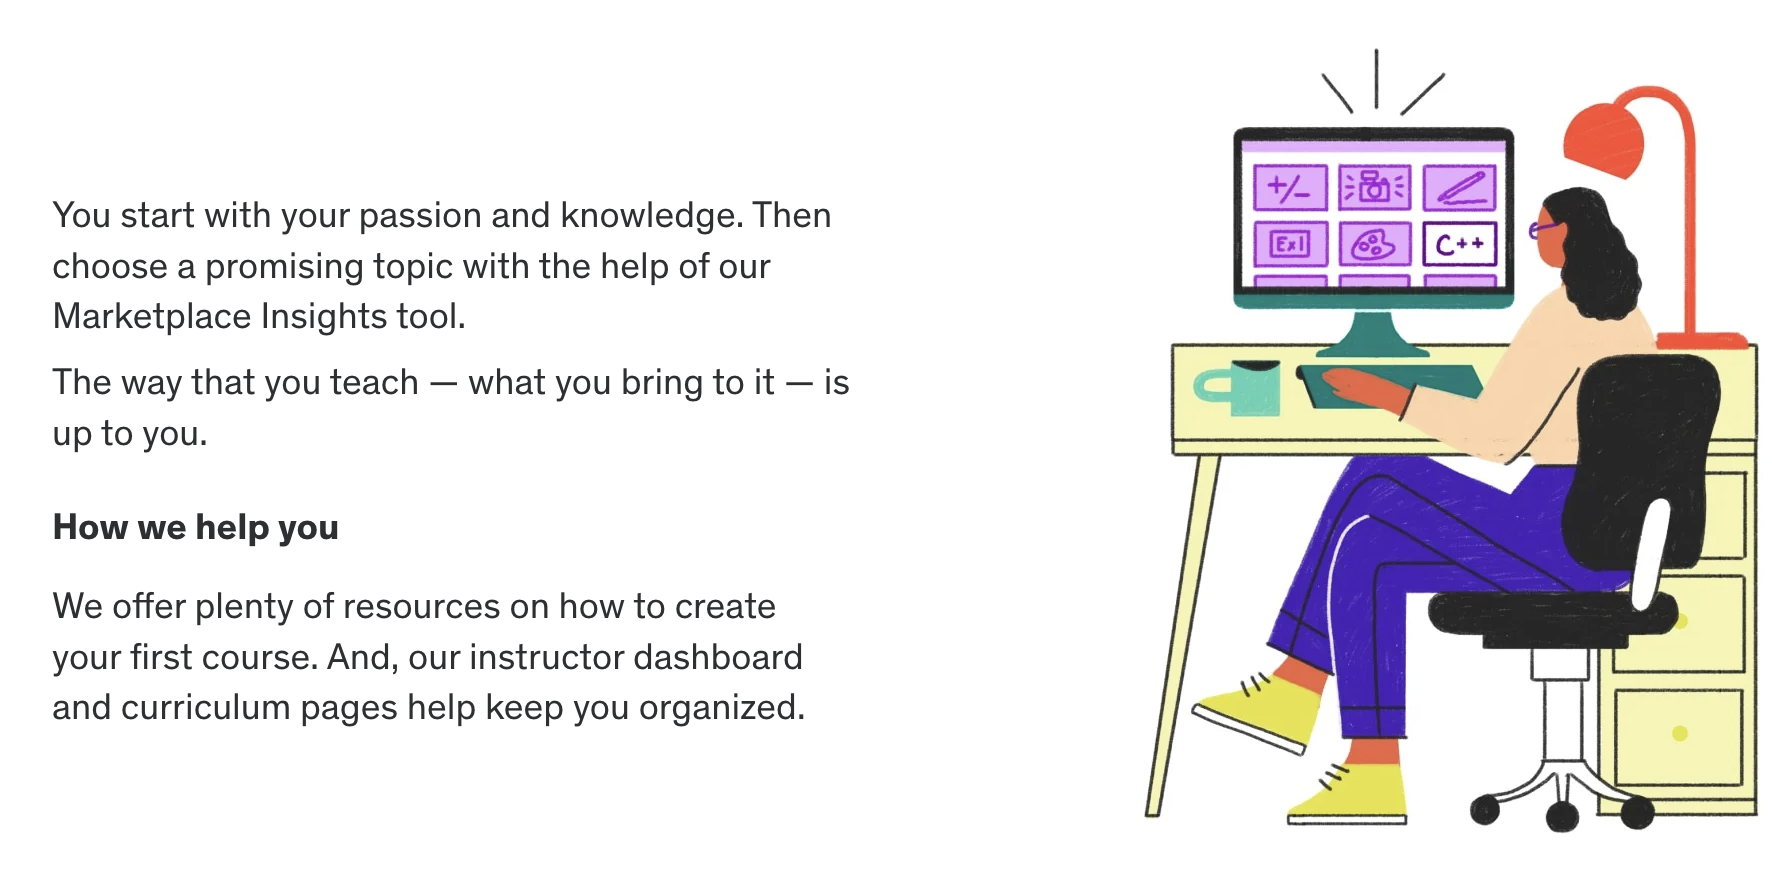 You start with your passion and knowledge. Then
choose a promising topic with the help of our
Marketplace Insights tool.
The way that you teach — what you bring to it — is
up to you.
How we help you
We offer plenty of resources on how to create
your first course. And, our instructor dashboard
and curriculum pages help keep you organized.
+/-
Ex1
C++